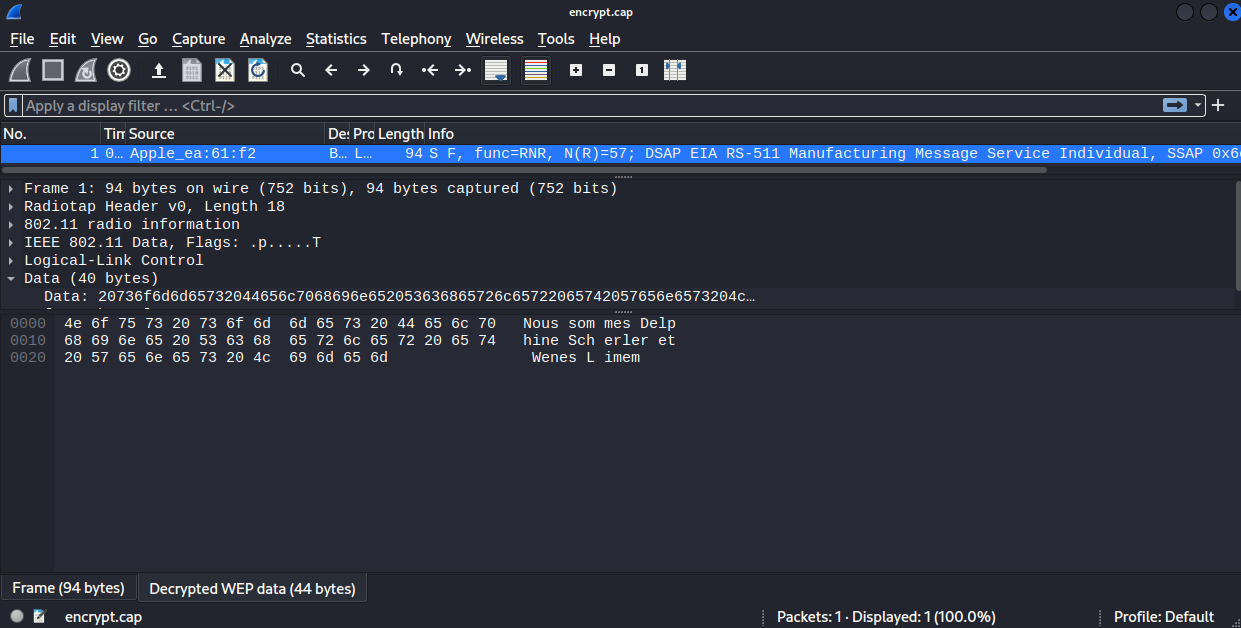 encrypt.cap
File Edit View Go Capture Analyze Statistics Telephony Wireless Tools Help
Apply a display filter … <Ctrl-/>
No. Tim Source Des Pro Length Info
1 0… Apple_ea:61:f2 B… L… 94 S F, func=RNR, N(R)=57; DSAP EIA RS-511 Manufacturing Message Service Individual, SSAP 0x6
Frame 1: 94 bytes on wire (752 bits), 94 bytes captured (752 bits)
Radiotap Header v0, Length 18
802.11 radio information
IEEE 802.11 Data, Flags: .p.....T
Logical-Link Control
Data (40 bytes)
Data: 20736f6d6d65732044656c7068696e652053636865726c65722065742057656e6573204c…
0000 4e 6f 75 73 20 73 6f 6d 6d 65 73 20 44 65 6c 70 Nous som mes Delp
0010 68 69 6e 65 20 53 63 68 65 72 6c 65 72 20 65 74 hine Sch erler et
0020 20 57 65 6e 65 73 20 4c 69 6d 65 6d Wenes L imem
Frame (94 bytes) Decrypted WEP data (44 bytes)
encrypt.cap Packets: 1 · Displayed: 1 (100.0%) Profile: Default